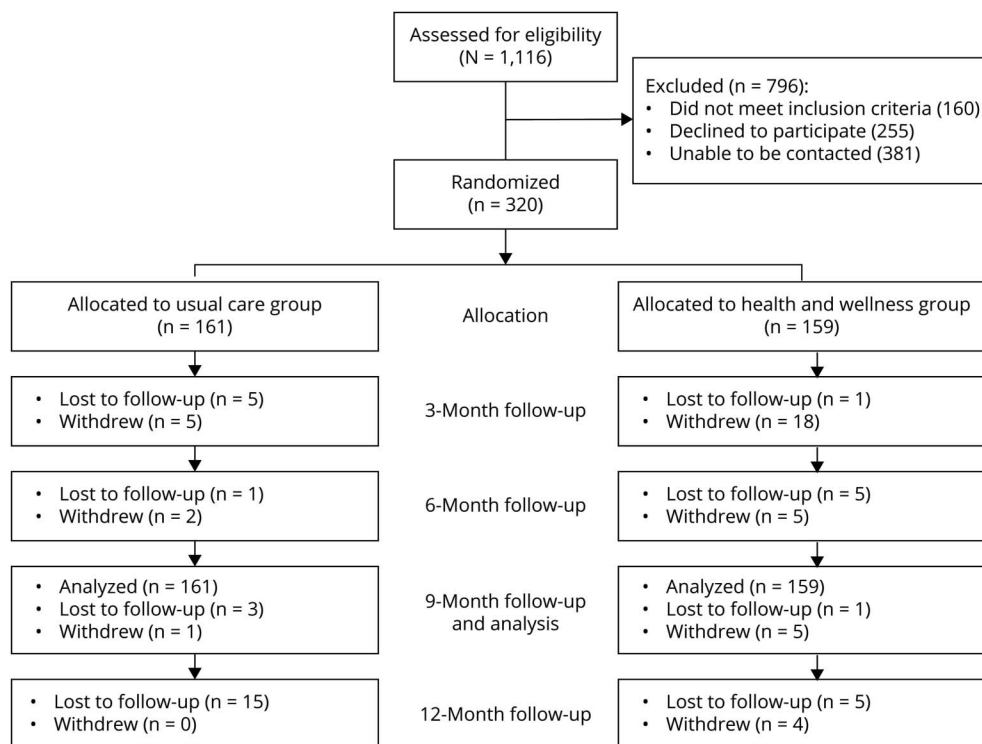 Assessed for eligibility
(N = 1,116)
Excluded (n = 796):
• Did not meet inclusion criteria (160)
• Declined to participate (255)
• Unable to be contacted (381)
Randomized
(n = 320)
Allocated to usual care group
(n = 161)
Allocation
Allocated to health and wellness group
(n = 159)
• Lost to follow-up (n = 5)
• Withdrew (n = 5)
3-Month follow-up
• Lost to follow-up (n = 1)
• Withdrew (n = 18)
• Lost to follow-up (n = 1)
• Withdrew (n = 2)
6-Month follow-up
• Lost to follow-up (n = 5)
• Withdrew (n = 5)
• Analyzed (n = 161)
• Lost to follow-up (n = 3)
• Withdrew (n = 1)
9-Month follow-up
and analysis
• Analyzed (n = 159)
• Lost to follow-up (n = 1)
• Withdrew (n = 5)
• Lost to follow-up (n = 15)
• Withdrew (n = 0)
12-Month follow-up
• Lost to follow-up (n = 5)
• Withdrew (n = 4)